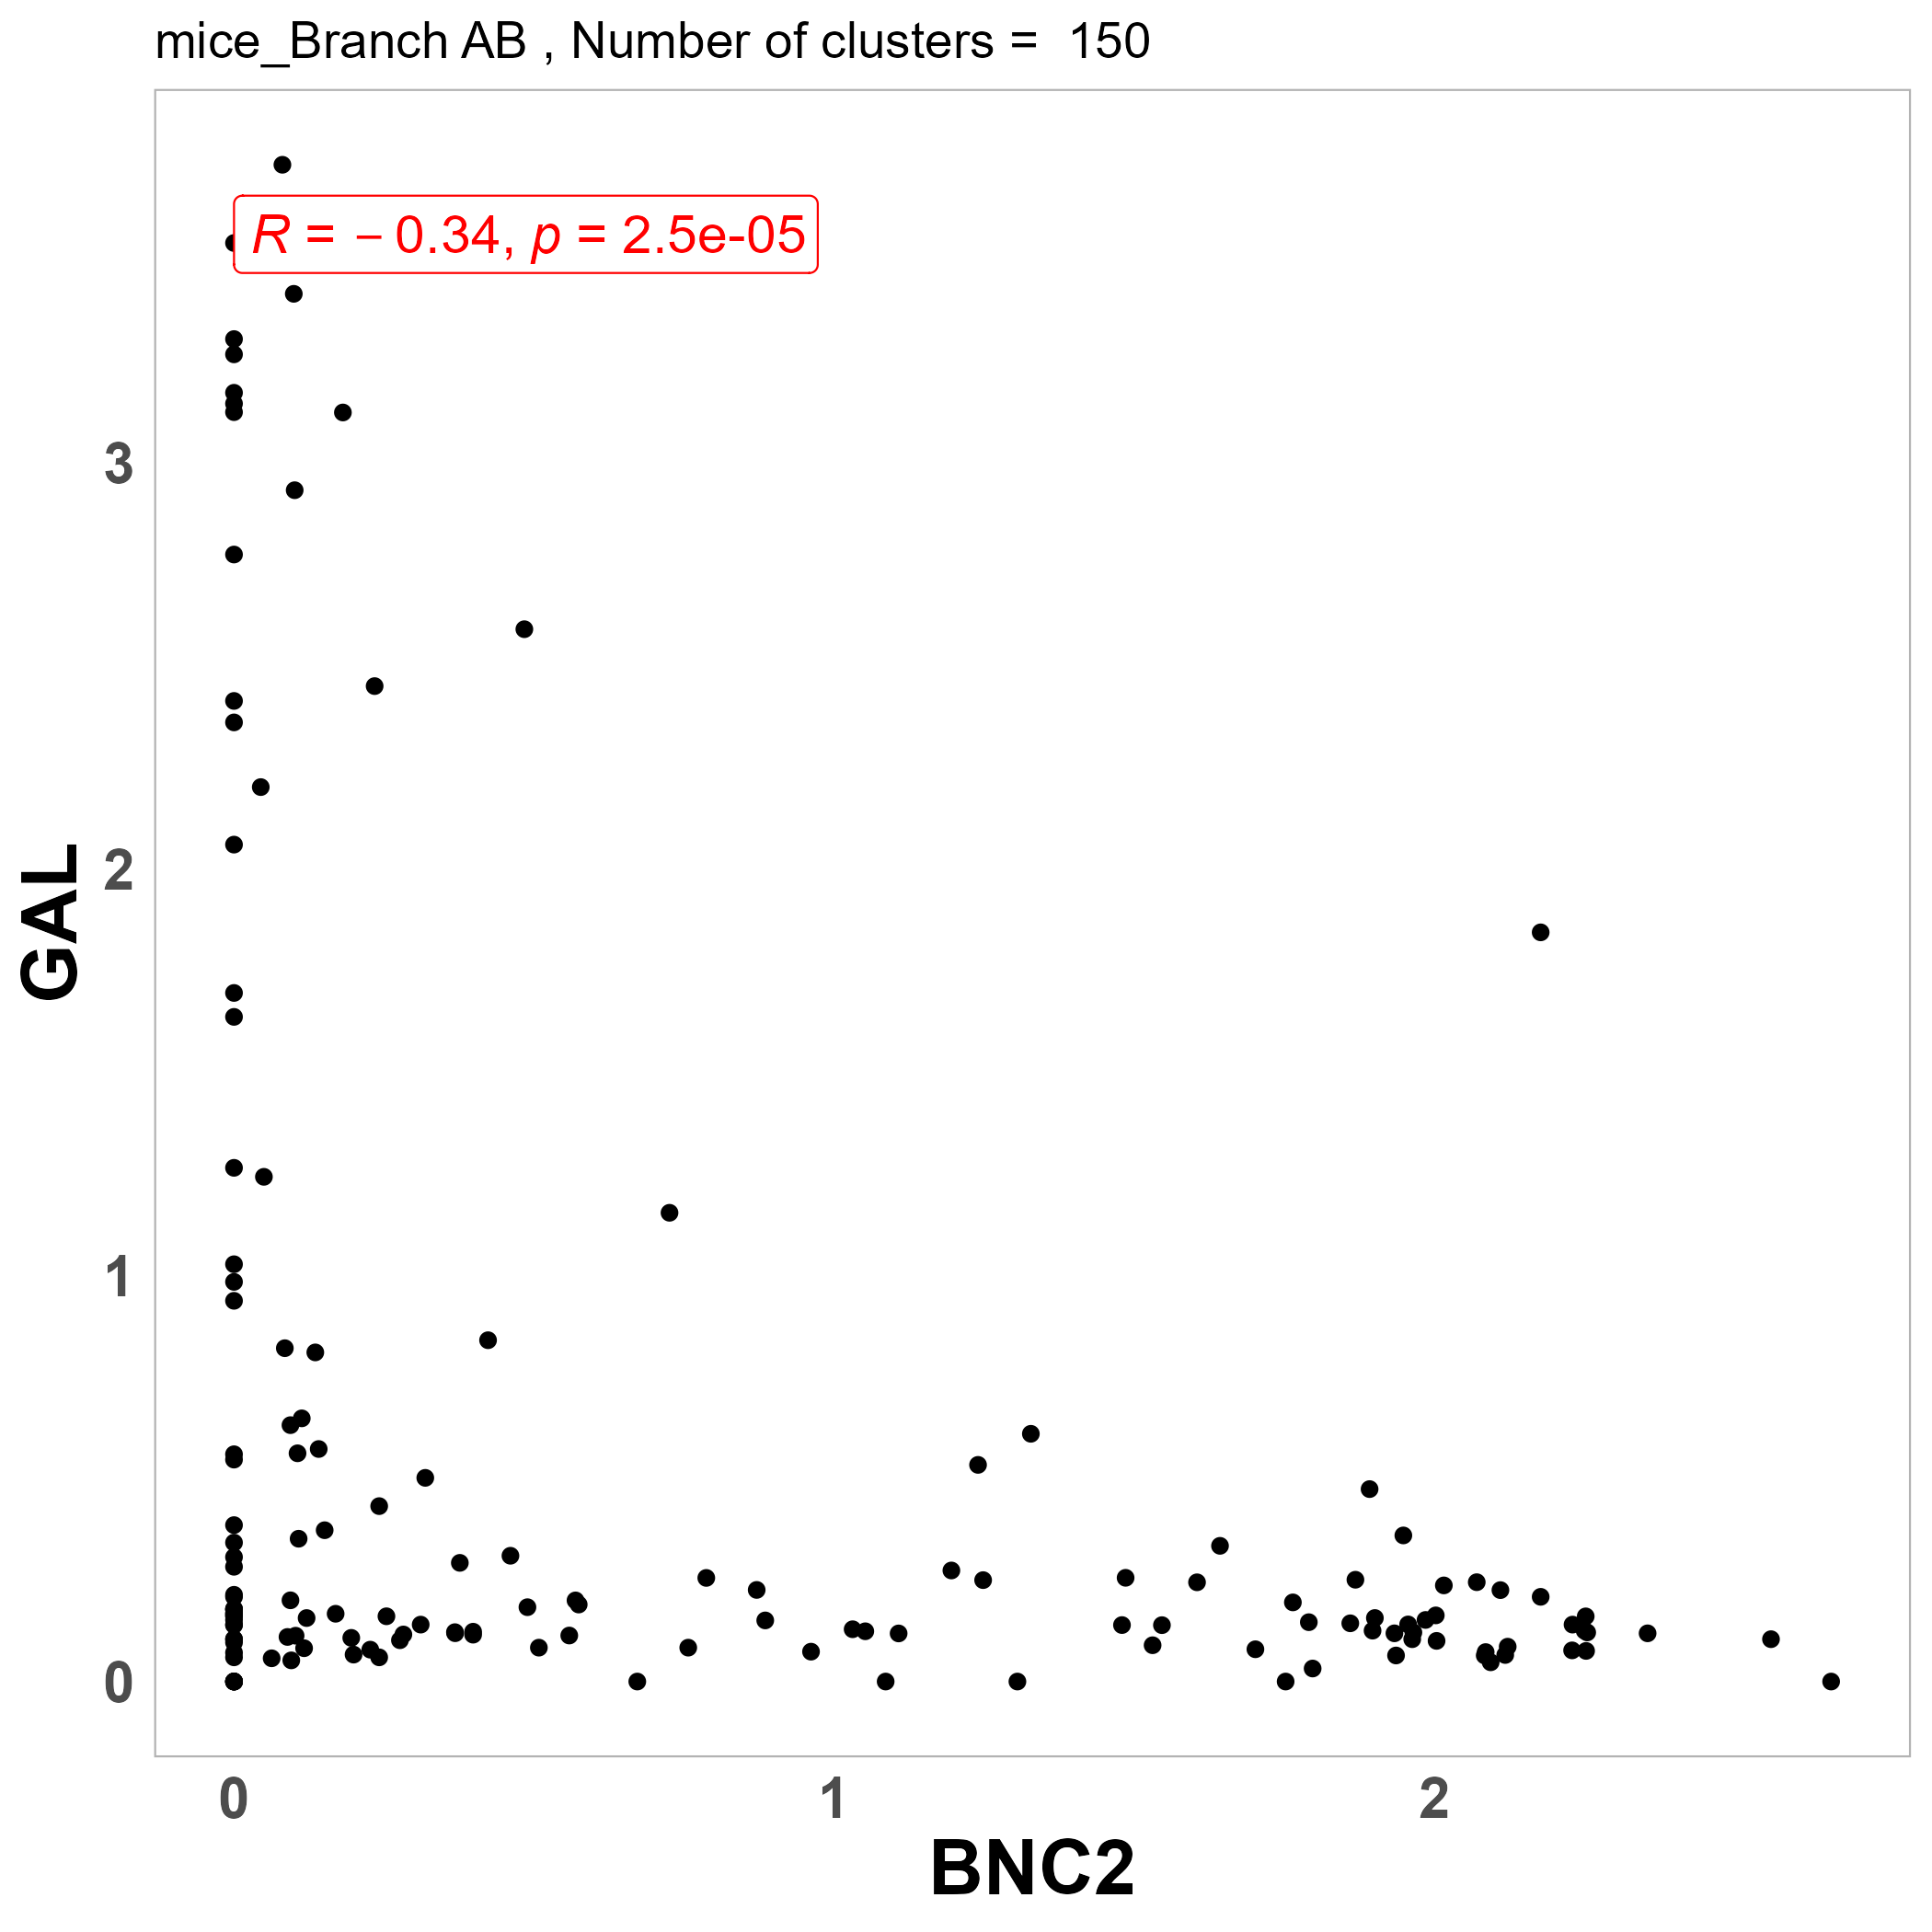 mice_Branch AB , Number of clusters =  150
R = − 0.34, p = 2.5e-05
3
2
1
0
GAL
0 1 2
BNC2